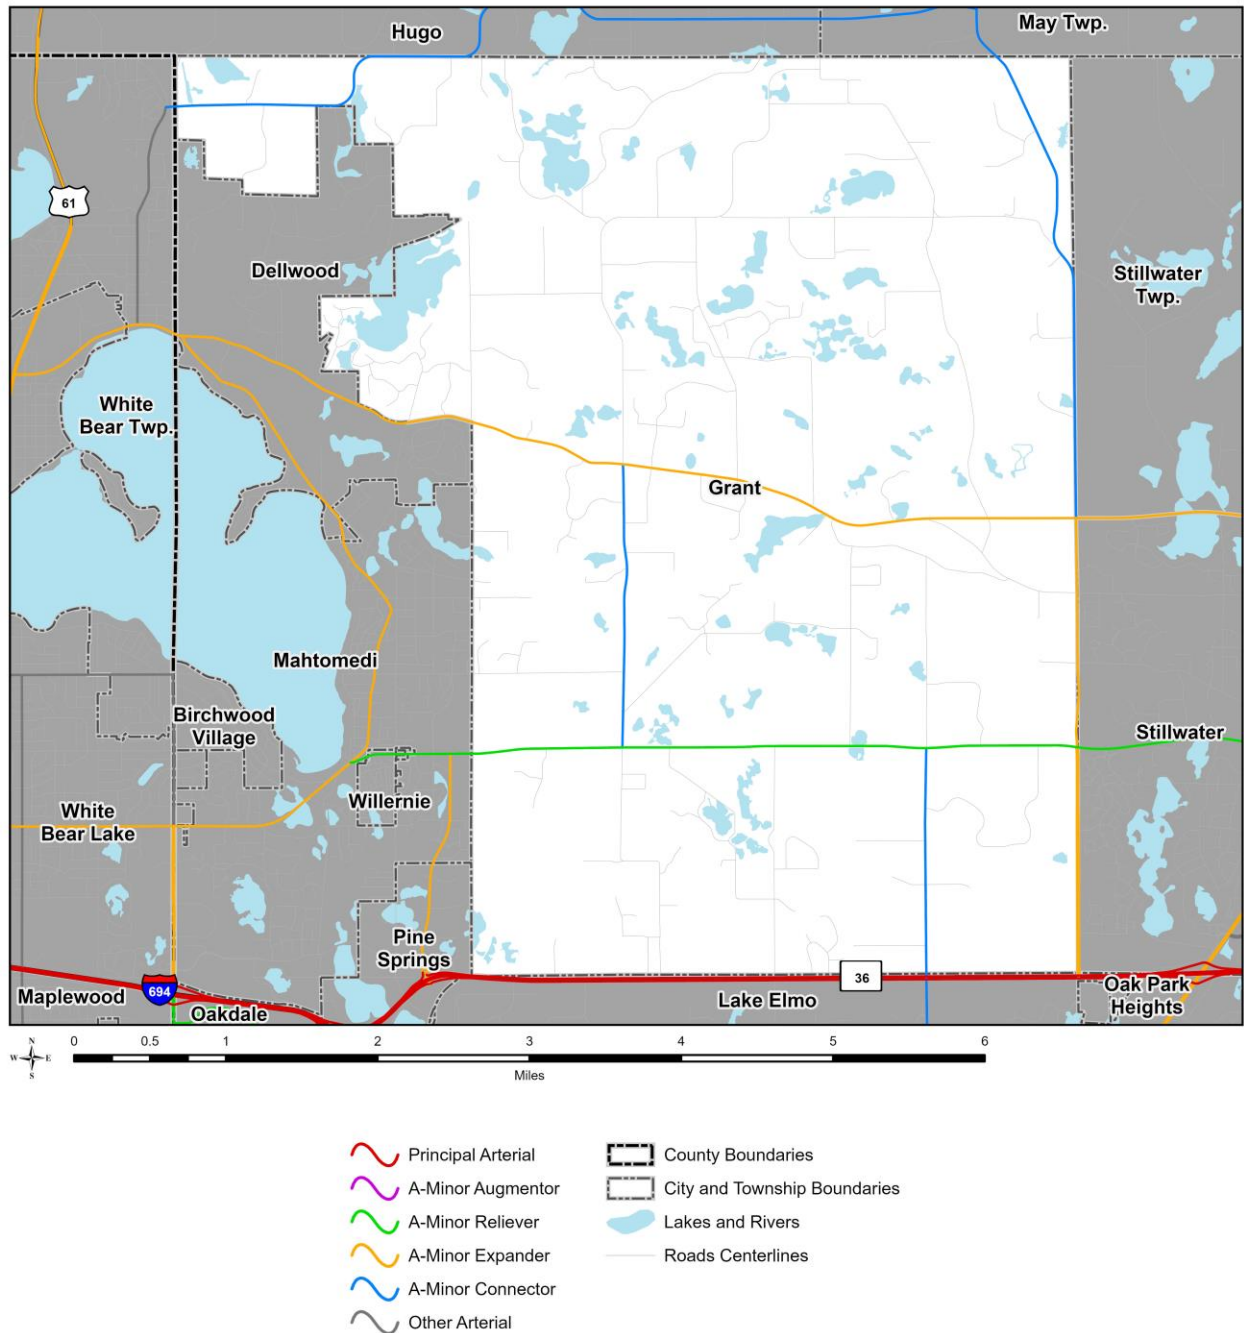 Hugo
May Twp.
61
Dellwood
Stillwater
Twp.
White
Bear Twp.
Grant
Mahtomedi
Birchwood
Village
Stillwater
Willernie
White
Bear Lake
Pine
Springs
Maplewood
694
Oakdale
Lake Elmo
36
Oak Park
Heights
N
W E
S
0 0.5 1 2 3 4 5 6
Miles
Principal Arterial
A-Minor Augmentor
A-Minor Reliever
A-Minor Expander
A-Minor Connector
Other Arterial
County Boundaries
City and Township Boundaries
Lakes and Rivers
Roads Centerlines